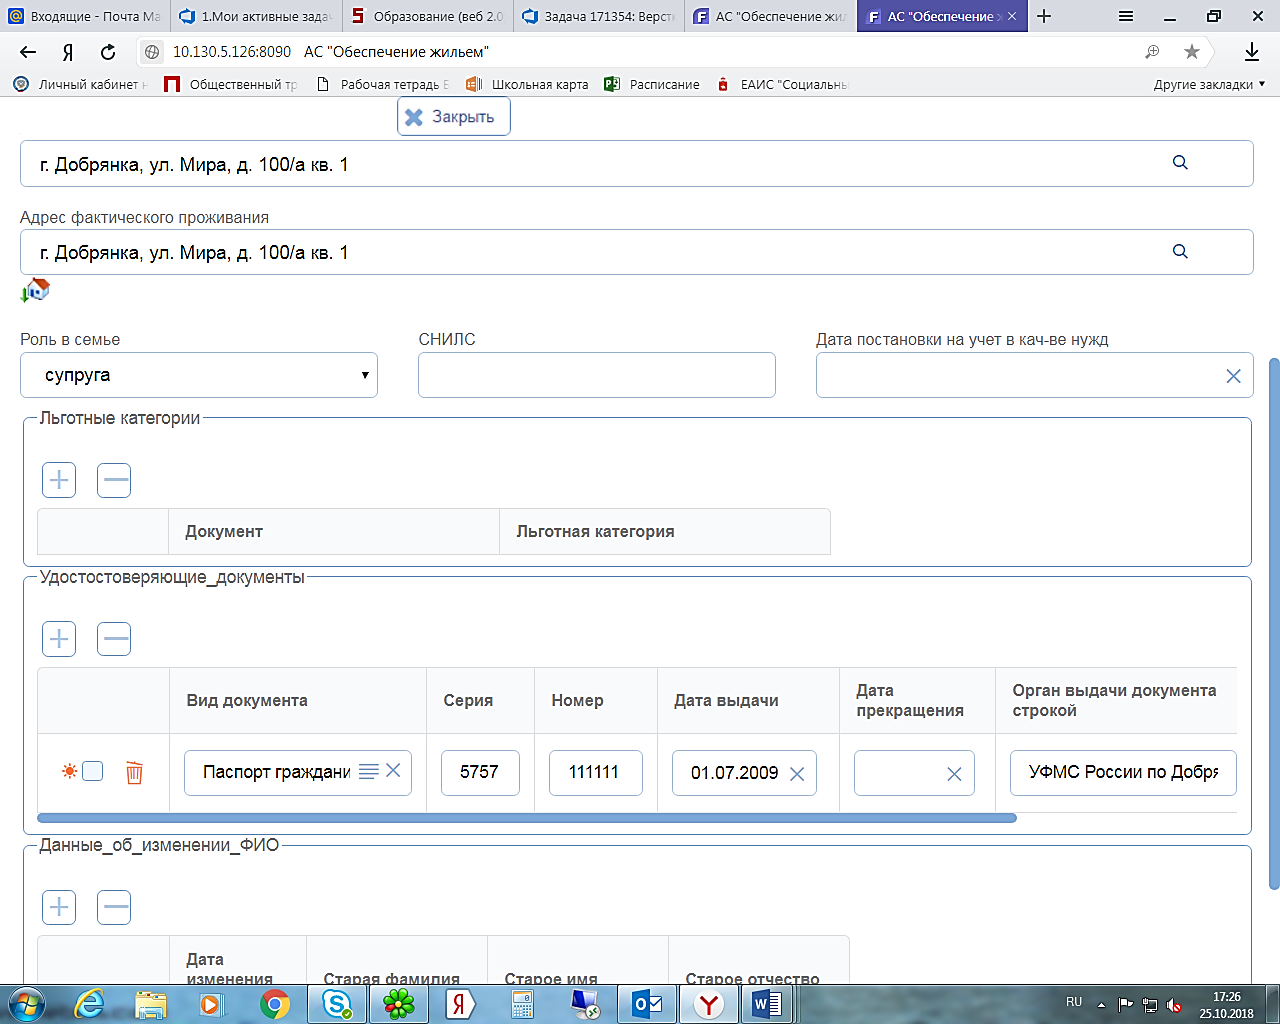 Входящие - Почта Ma
1.Мои активные зада
Образование (веб 2.0
Задача 171354: Верст
АС "Обеспечение жил
АС "Обеспечение
10.130.5.126:8090 АС "Обеспечение жильем"
Личный кабинет
Общественный тр
Рабочая тетрадь
Школьная карта
Расписание
ЕАИС "Социальны
Другие закладки
Закрыть
г. Добрянка, ул. Мира, д. 100/а кв. 1
Адрес фактического проживания
г. Добрянка, ул. Мира, д. 100/а кв. 1
Роль в семье
СНИЛС
Дата постановки на учет в кач-ве нужд
супруга
Льготные категории
Документ
Льготная категория
Удостостоверяющие_документы
Вид документа
Серия
Номер
Дата выдачи
Дата прекращения
Орган выдачи документа строкой
Паспорт граждани
5757
111111
01.07.2009
УФМС России по Добря
Данные_об_изменении_ФИО
Дата изменения
Старая фамилия
Старое имя
Старое отчество
RU
17:26
25.10.2018